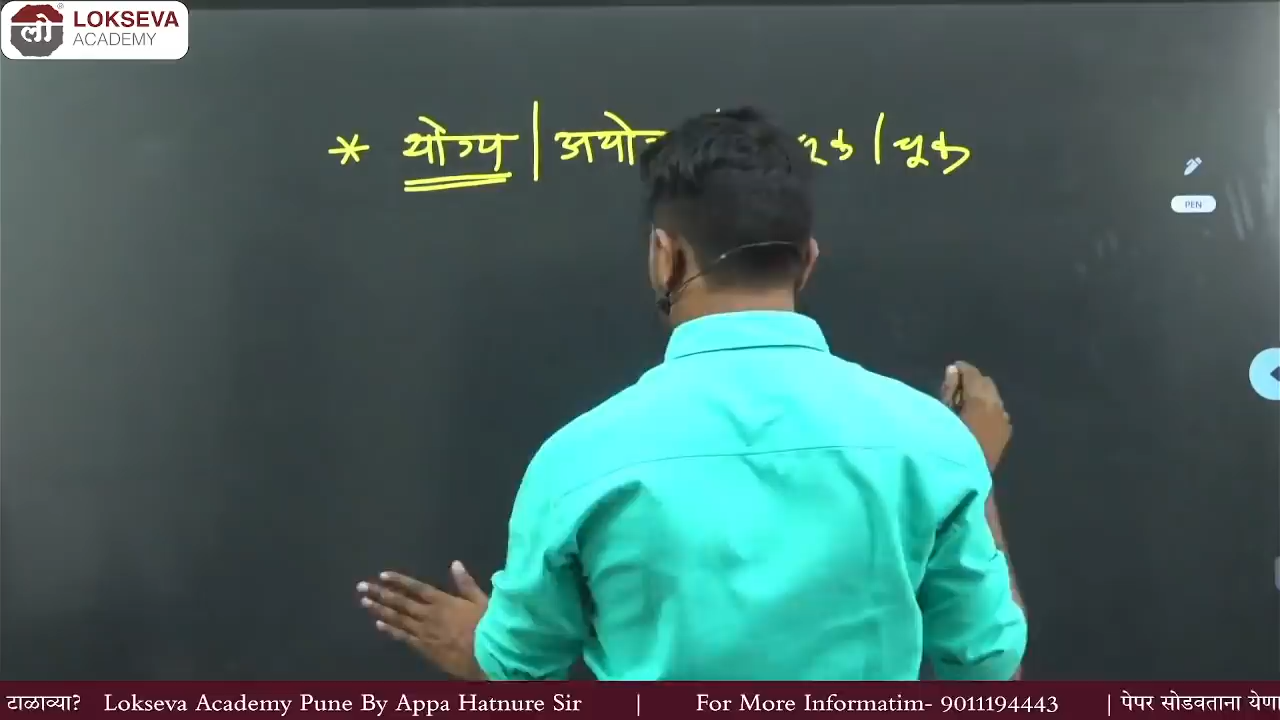 लो
LOKSEVA
ACADEMY
* योग्य | अयो | चूक
PEN
टाळाव्या? Lokseva Academy Pune By Appa Hatnure Sir | For More Informatim- 9011194443 | पेपर सोडवताना येणा